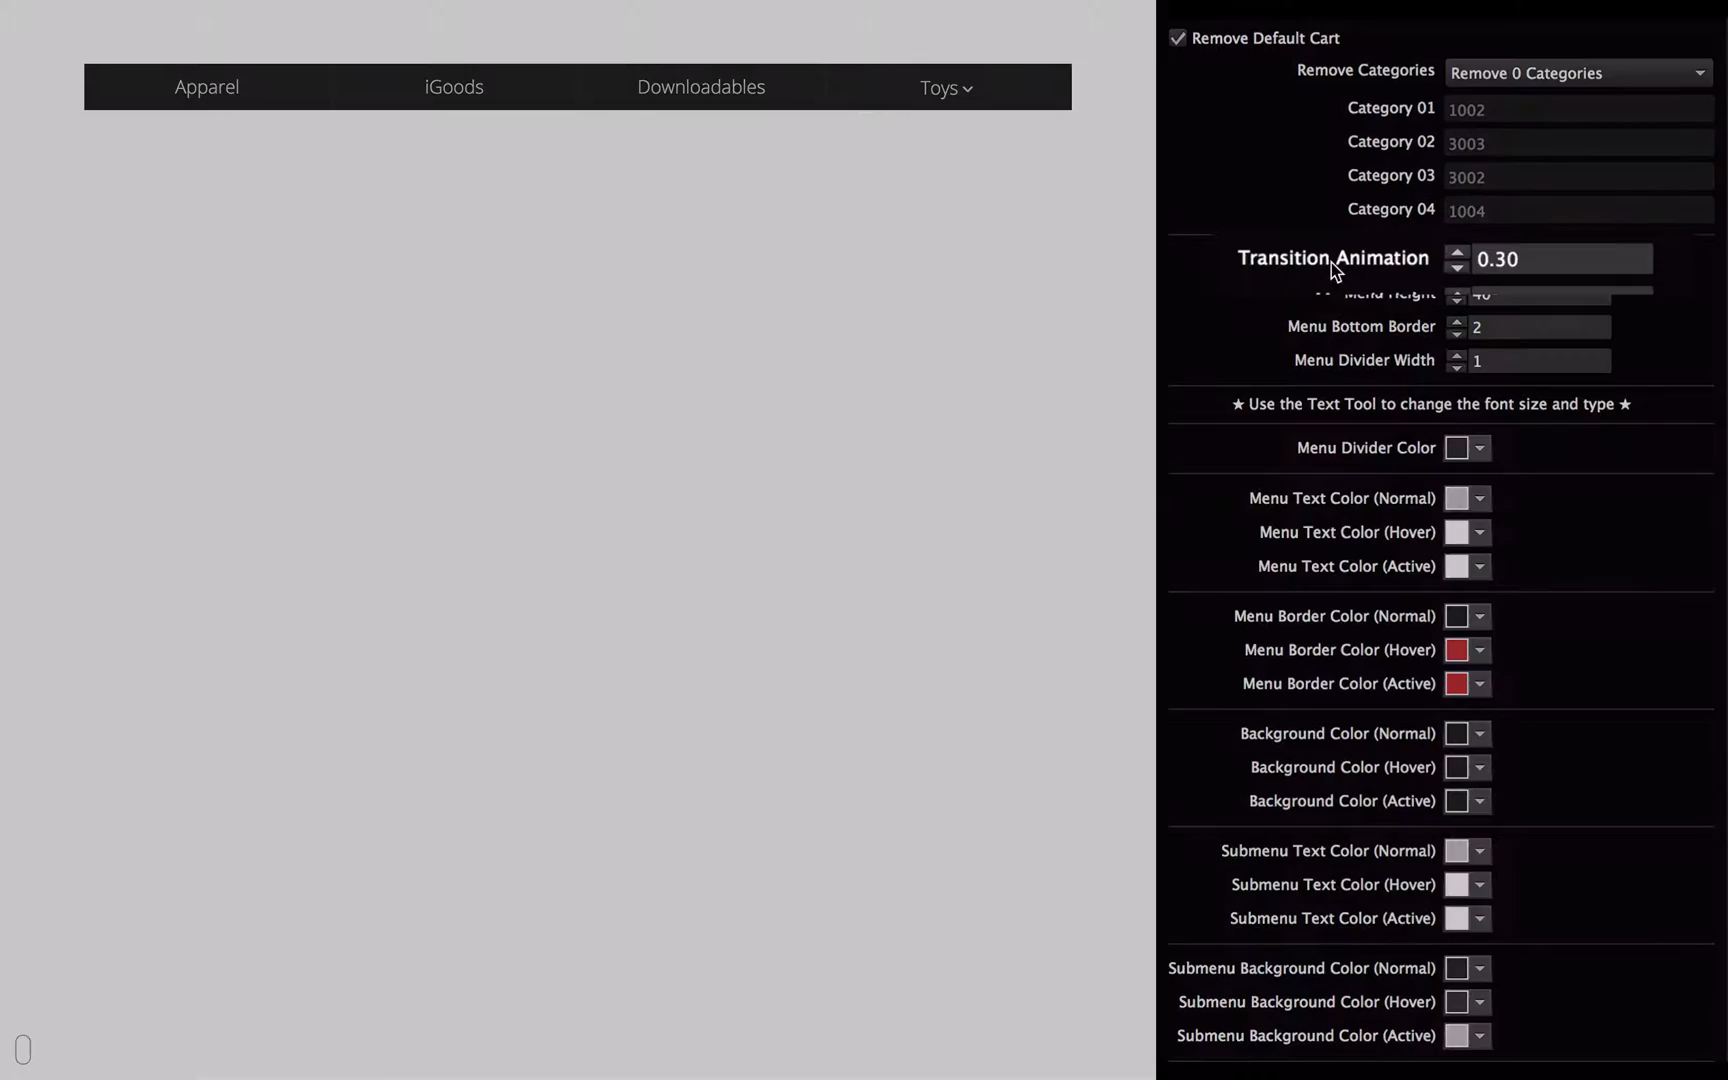 Apparel iGoods Downloadables Toys
Remove Default Cart
Remove Categories Remove 0 Categories
Category 01 1002
Category 02 3003
Category 03 3002
Category 04 1004
Transition Animation 0.30
Menu Height 40
Menu Bottom Border 2
Menu Divider Width 1
★ Use the Text Tool to change the font size and type ★
Menu Divider Color
Menu Text Color (Normal)
Menu Text Color (Hover)
Menu Text Color (Active)
Menu Border Color (Normal)
Menu Border Color (Hover)
Menu Border Color (Active)
Background Color (Normal)
Background Color (Hover)
Background Color (Active)
Submenu Text Color (Normal)
Submenu Text Color (Hover)
Submenu Text Color (Active)
Submenu Background Color (Normal)
Submenu Background Color (Hover)
Submenu Background Color (Active)